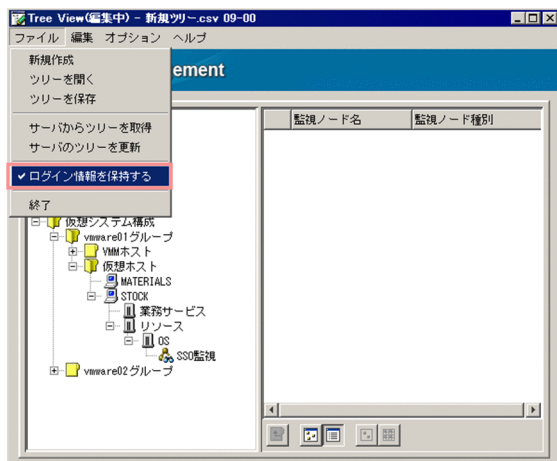 Tree View(編集中) - 新規ツリー.csv 09-00
ファイル 編集 オプション ヘルプ
新規作成
ツリーを開く
ツリーを保存
サーバからツリーを取得
サーバのツリーを更新
✓ログイン情報を保持する
終了
ement
監視ノード名 監視ノード種別
仮想システム構成
vmware01グループ
VMMホスト
仮想ホスト
MATERIALS
STOCK
業務サービス
リソース
OS
SSO監視
vmware02グループ